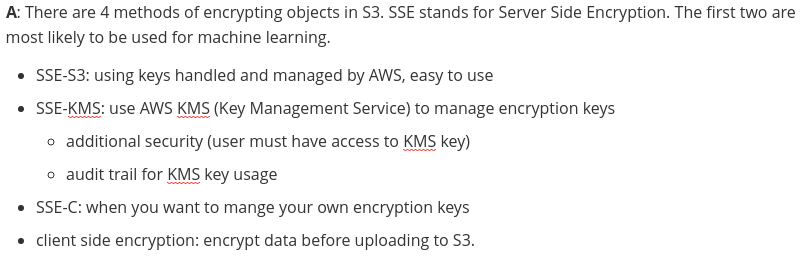 A: There are 4 methods of encrypting objects in S3. SSE stands for Server Side Encryption. The first two are
most likely to be used for machine learning.
• SSE-S3: using keys handled and managed by AWS, easy to use
• SSE-KMS: use AWS KMS (Key Management Service) to manage encryption keys
◦ additional security (user must have access to KMS key)
◦ audit trail for KMS key usage
• SSE-C: when you want to mange your own encryption keys
• client side encryption: encrypt data before uploading to S3.